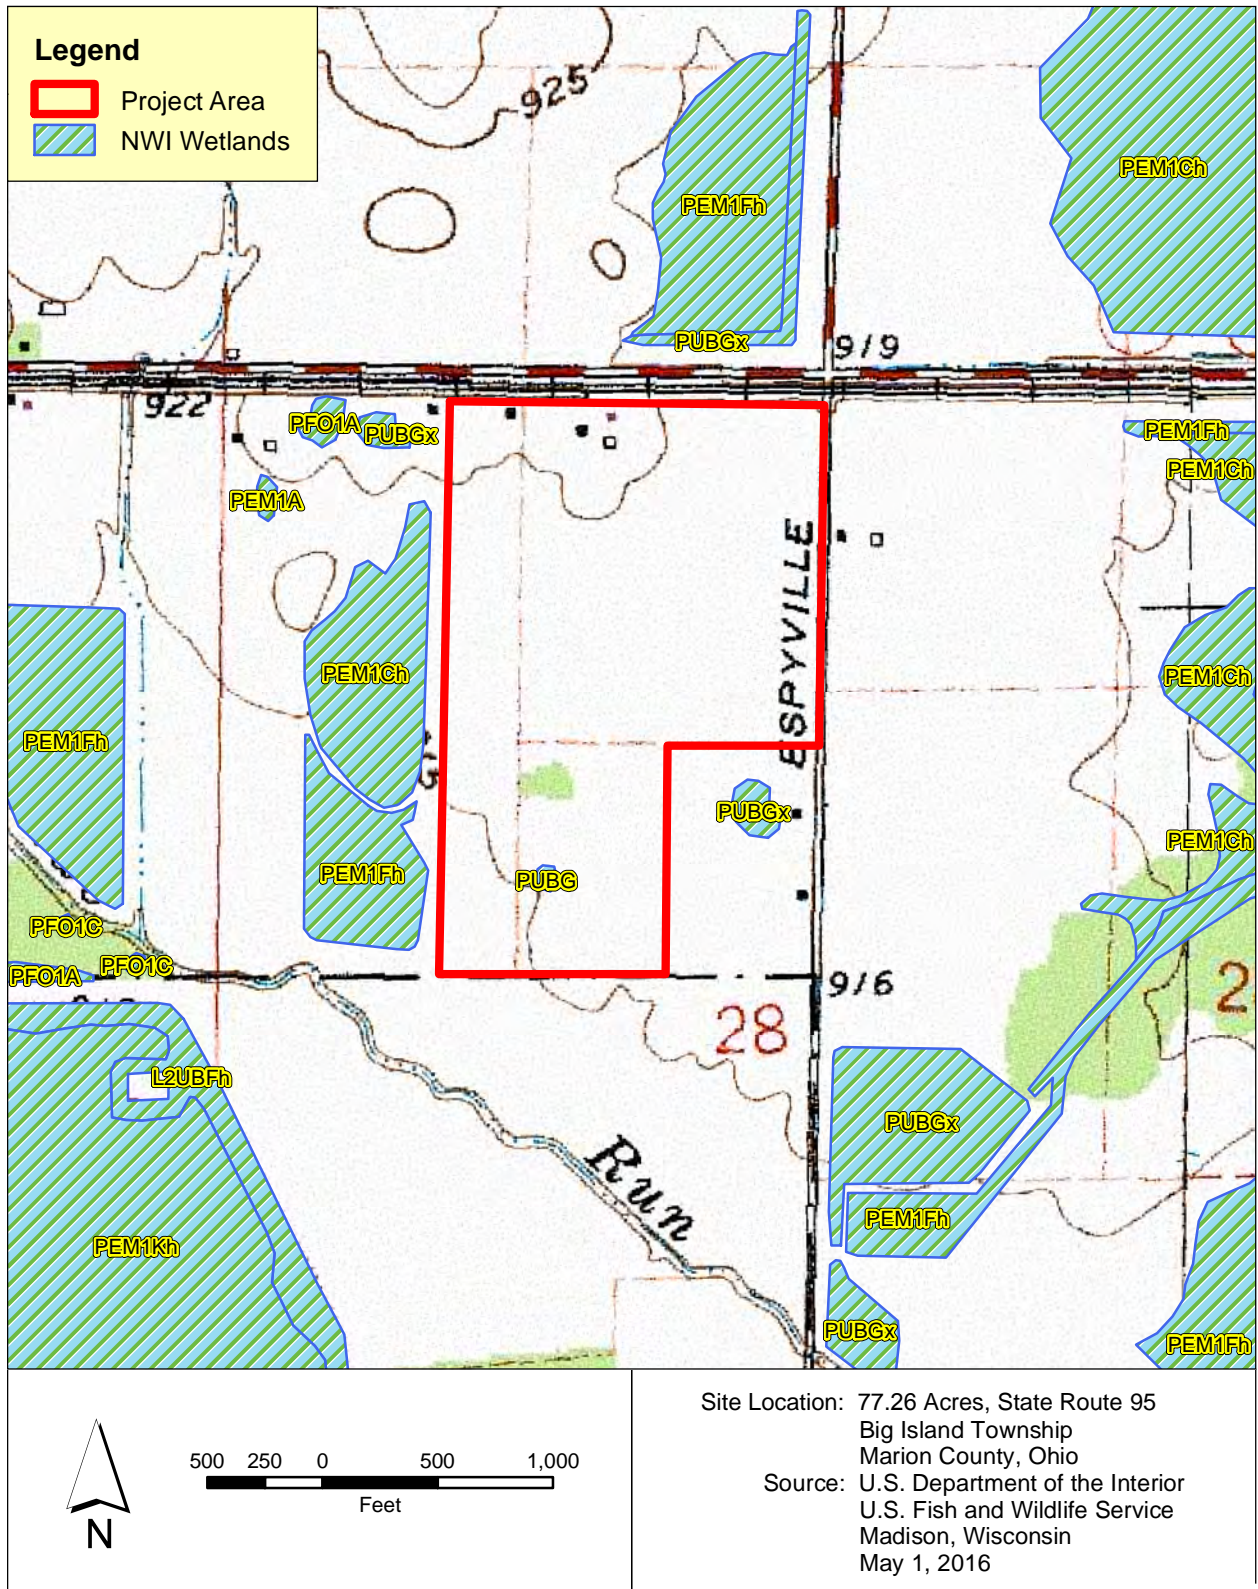 Legend
Project Area
NWI Wetlands
925
PEM1Ch
PEM1Fh
PUBGx
919
922
PFO1A
PUBGx
PEM1Fh
PEM1Ch
PEM1A
ESPYVILLE
PEM1Ch
PEM1Ch
PEM1Fh
PUBGx
PEM1Ch
PEM1Fh
PUBG
PFO1C
PFO1C
PFO1A
916
28
2
L2UBFh
PUBGx
Run
PEM1Fh
PEM1Kh
PUBGx
PEM1Fh
N
500 250 0 500 1,000
Feet
Site Location: 77.26 Acres, State Route 95
Big Island Township
Marion County, Ohio
Source: U.S. Department of the Interior
U.S. Fish and Wildlife Service
Madison, Wisconsin
May 1, 2016